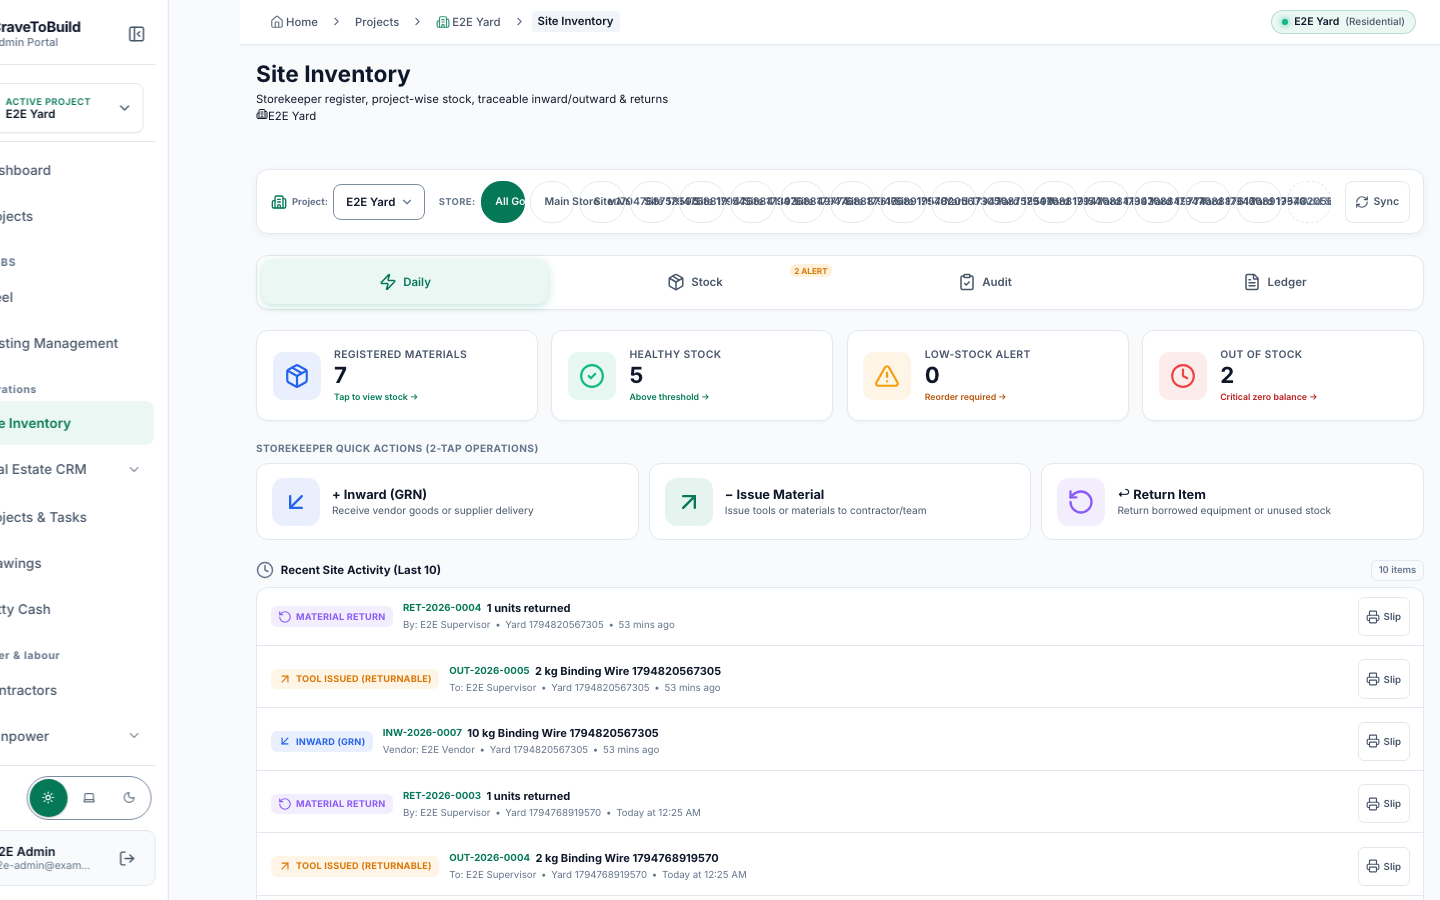 raveToBuild
dmin Portal
ACTIVE PROJECT
E2E Yard
shboard
ojects
BS
eel
sting Management
rations
e Inventory
al Estate CRM
ojects & Tasks
awings
tty Cash
er & labour
ntractors
npower
2E Admin
2e-admin@exam...
Home
Projects
E2E Yard
Site Inventory
E2E Yard (Residential)
Site Inventory
Storekeeper register, project-wise stock, traceable inward/outward & returns
E2E Yard
Project:
E2E Yard
STORE:
All Go
Main Store
Sync
Daily
Stock
2 ALERT
Audit
Ledger
REGISTERED MATERIALS
7
Tap to view stock →
HEALTHY STOCK
5
Above threshold →
LOW-STOCK ALERT
0
Reorder required →
OUT OF STOCK
2
Critical zero balance →
STOREKEEPER QUICK ACTIONS (2-TAP OPERATIONS)
+ Inward (GRN)
Receive vendor goods or supplier delivery
− Issue Material
Issue tools or materials to contractor/team
↩ Return Item
Return borrowed equipment or unused stock
Recent Site Activity (Last 10)
10 items
MATERIAL RETURN
RET-2026-0004 1 units returned
By: E2E Supervisor • Yard 1794820567305 • 53 mins ago
Slip
TOOL ISSUED (RETURNABLE)
OUT-2026-0005 2 kg Binding Wire 1794820567305
To: E2E Supervisor • Yard 1794820567305 • 53 mins ago
Slip
INWARD (GRN)
INW-2026-0007 10 kg Binding Wire 1794820567305
Vendor: E2E Vendor • Yard 1794820567305 • 53 mins ago
Slip
MATERIAL RETURN
RET-2026-0003 1 units returned
By: E2E Supervisor • Yard 1794768919570 • Today at 12:25 AM
Slip
TOOL ISSUED (RETURNABLE)
OUT-2026-0004 2 kg Binding Wire 1794768919570
To: E2E Supervisor • Yard 1794768919570 • Today at 12:25 AM
Slip